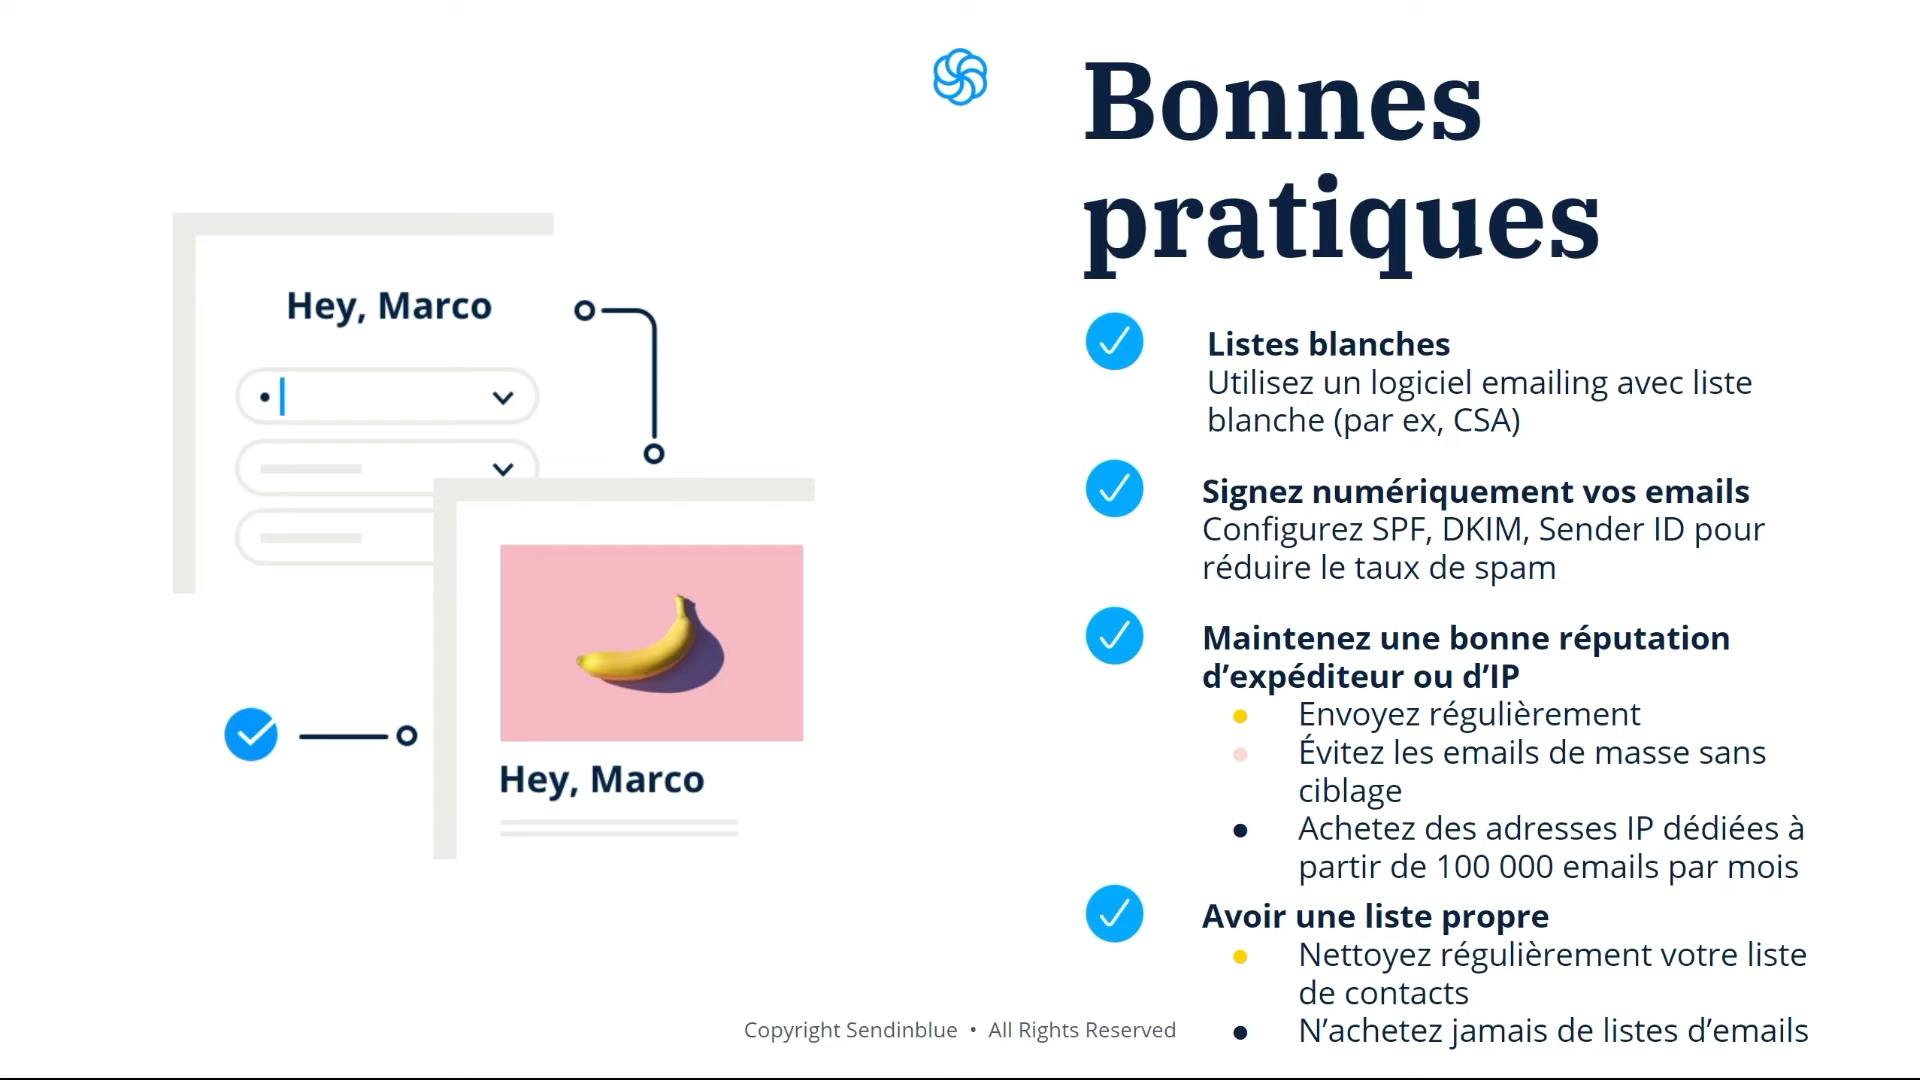 Bonnes
pratiques
Hey, Marco
Listes blanches
Utilisez un logiciel emailing avec liste
blanche (par ex, CSA)
Signez numériquement vos emails
Configurez SPF, DKIM, Sender ID pour
réduire le taux de spam
Maintenez une bonne réputation
d’expéditeur ou d’IP
● Envoyez régulièrement
● Évitez les emails de masse sans
ciblage
● Achetez des adresses IP dédiées à
partir de 100 000 emails par mois
Hey, Marco
Avoir une liste propre
● Nettoyez régulièrement votre liste
de contacts
● N’achetez jamais de listes d’emails
Copyright Sendinblue • All Rights Reserved